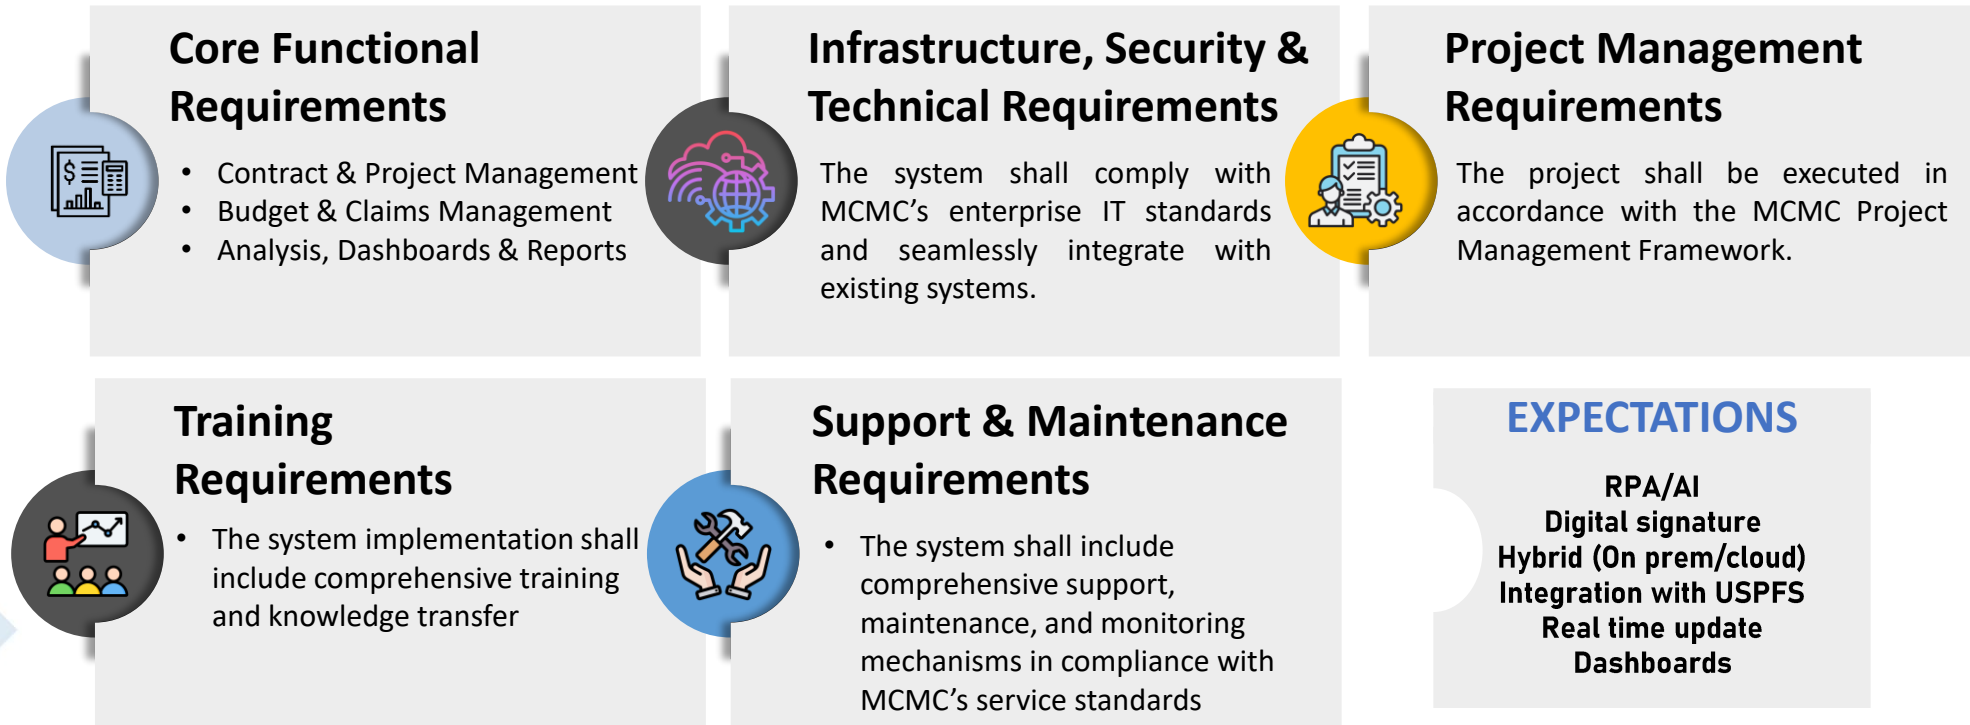 Core Functional
Requirements
• Contract & Project Management
• Budget & Claims Management
• Analysis, Dashboards & Reports
Infrastructure, Security &
Technical Requirements
The system shall comply with
MCMC’s enterprise IT standards
and seamlessly integrate with
existing systems.
Project Management
Requirements
The project shall be executed in
accordance with the MCMC Project
Management Framework.
Training
Requirements
• The system implementation shall
include comprehensive training
and knowledge transfer
Support & Maintenance
Requirements
• The system shall include
comprehensive support,
maintenance, and monitoring
mechanisms in compliance with
MCMC’s service standards
EXPECTATIONS
RPA/AI
Digital signature
Hybrid (On prem/cloud)
Integration with USPFS
Real time update
Dashboards